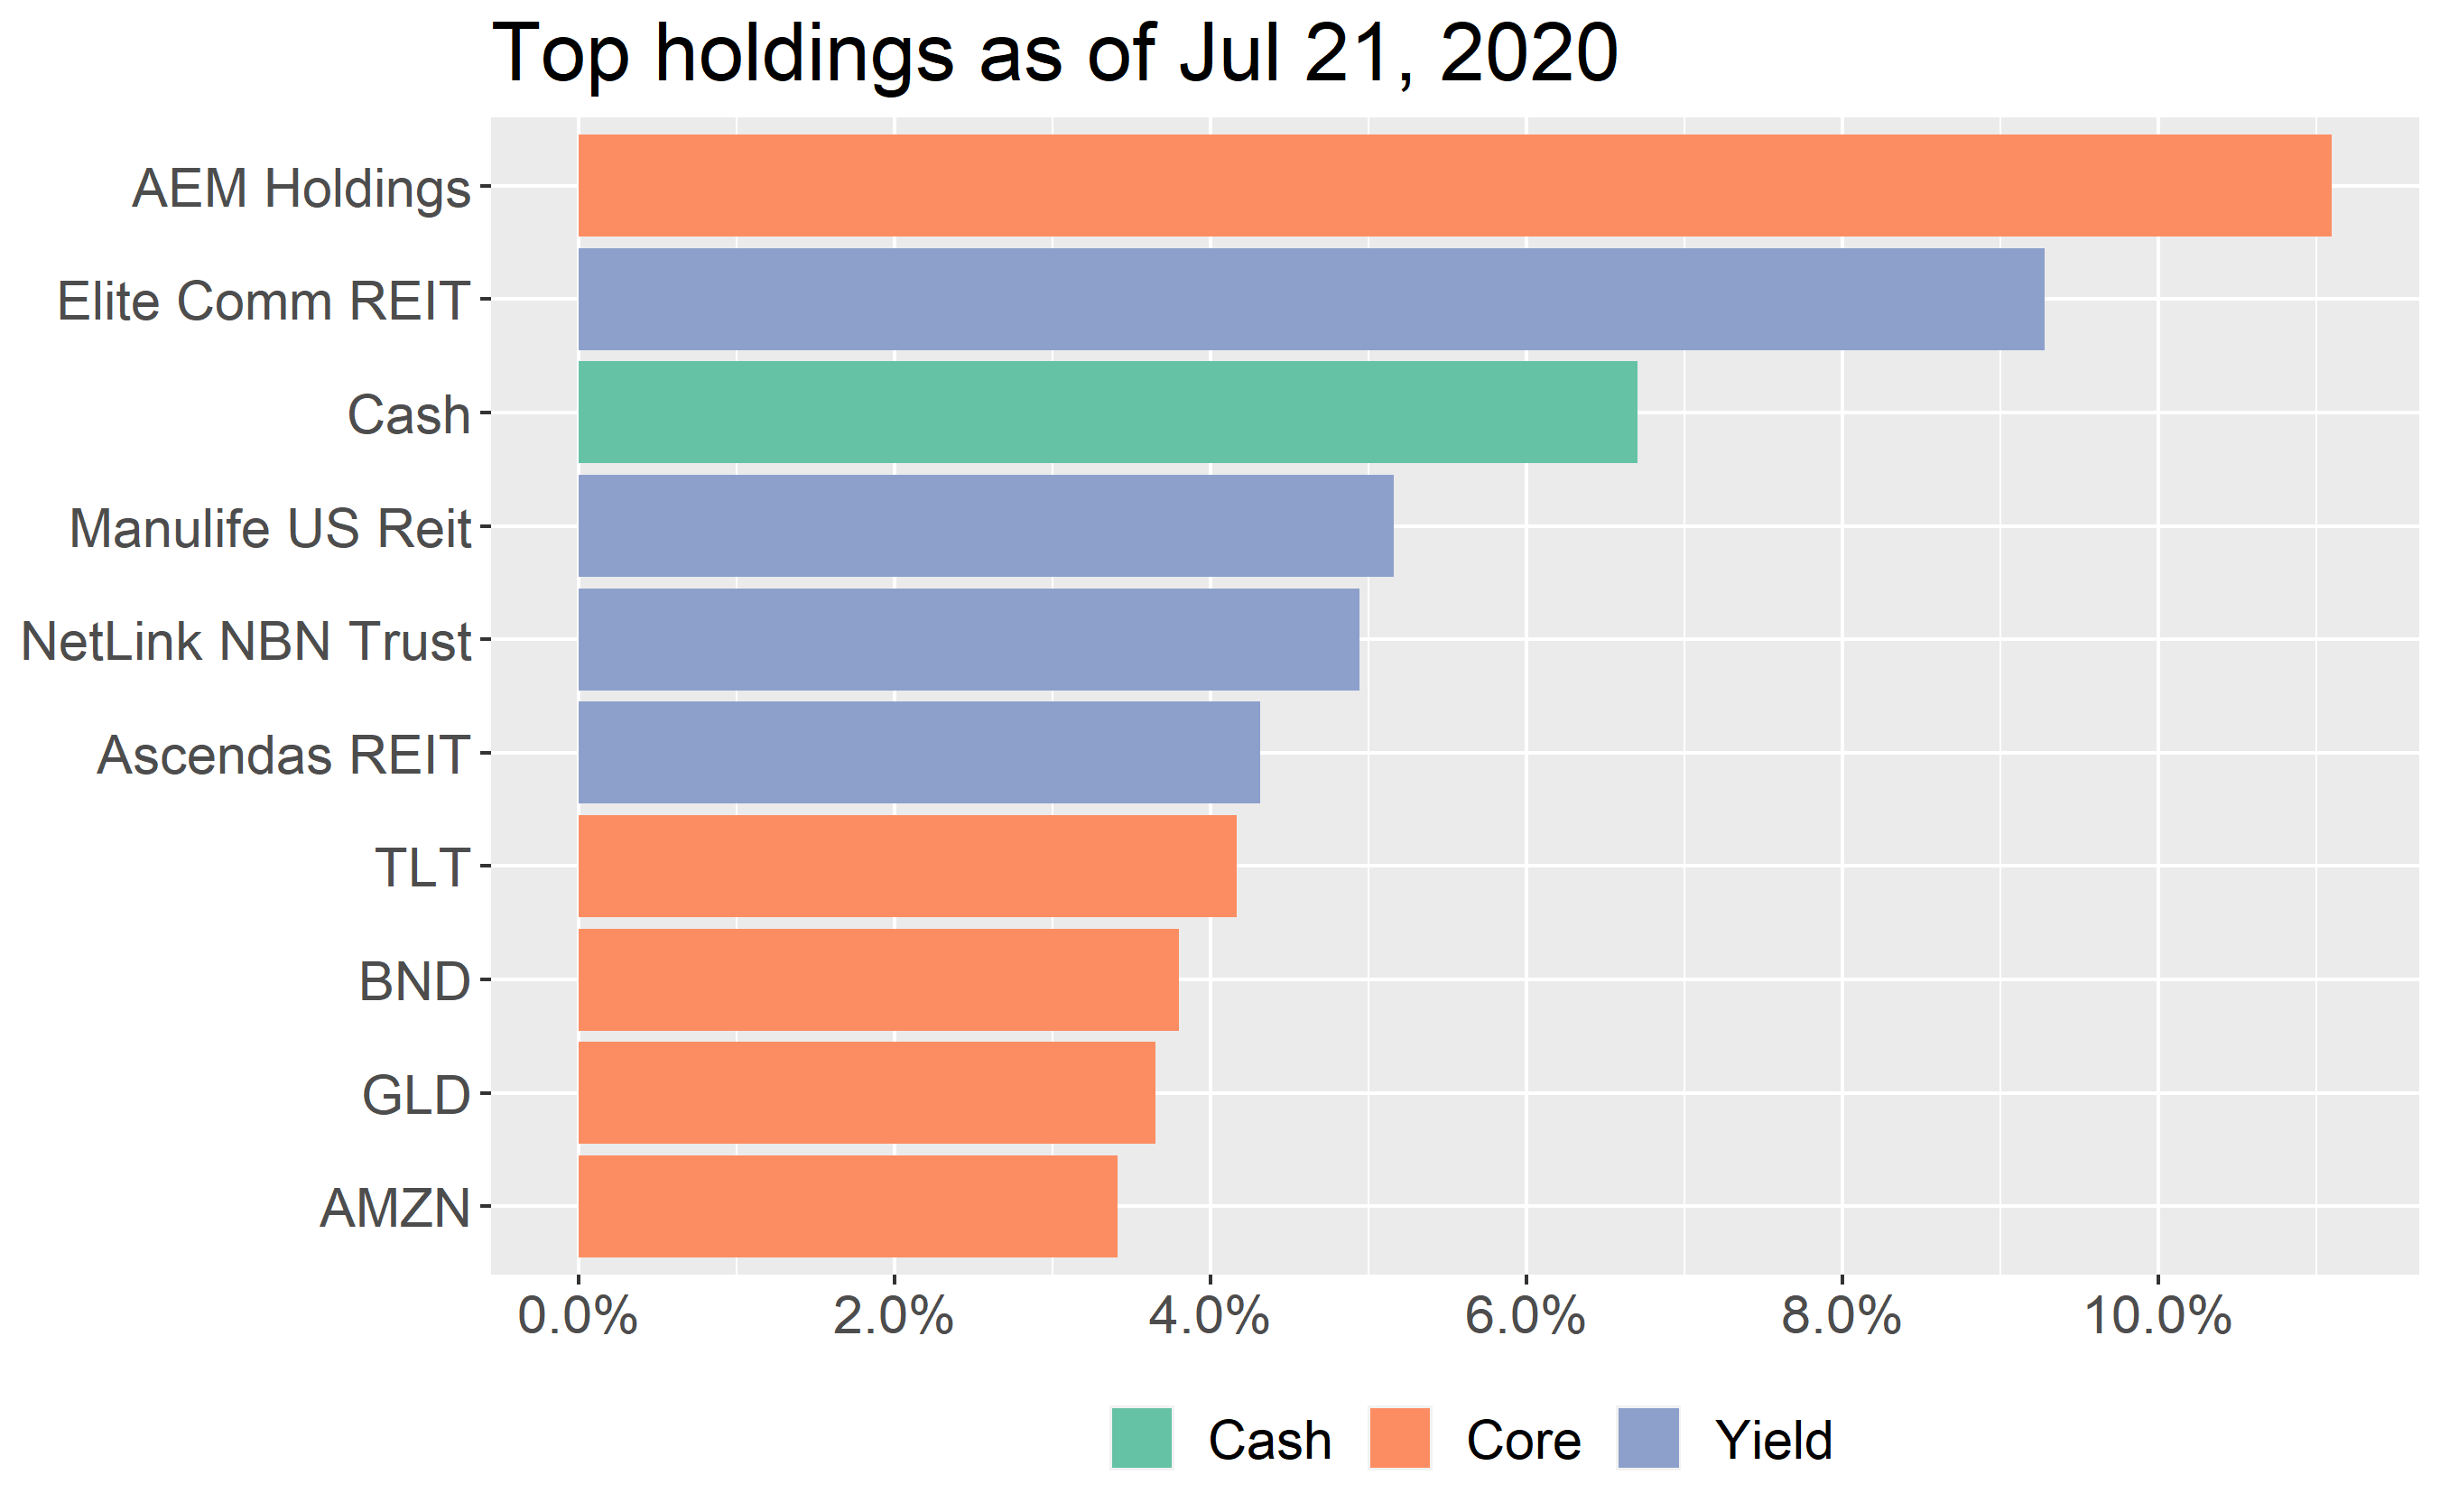 Top holdings as of Jul 21, 2020
AEM Holdings
Elite Comm REIT
Cash
Manulife US Reit
NetLink NBN Trust
Ascendas REIT
TLT
BND
GLD
AMZN
0.0% 2.0% 4.0% 6.0% 8.0% 10.0%
Cash Core Yield